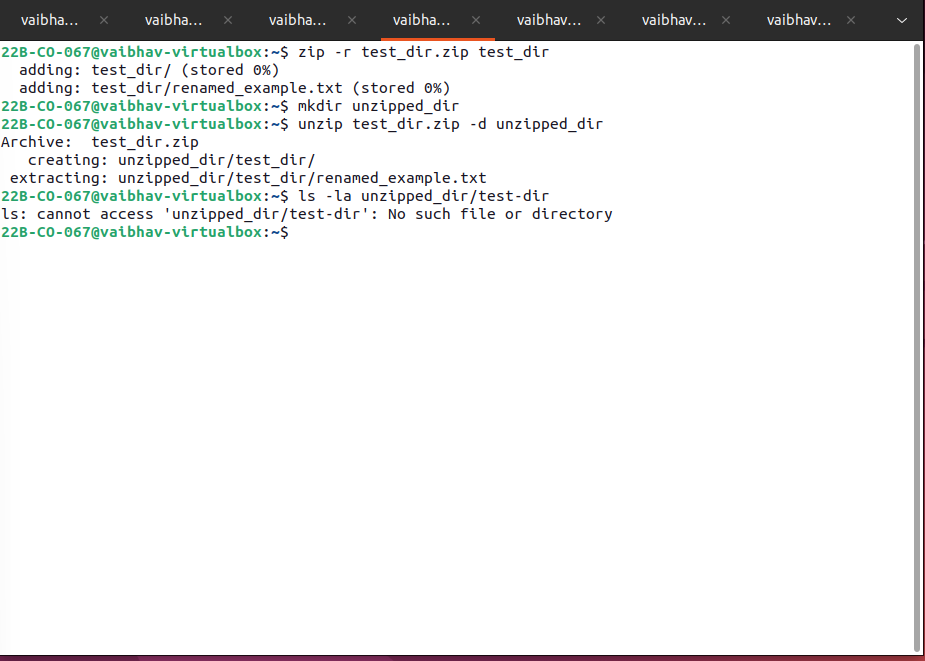 vaibha... vaibha... vaibha... vaibha... vaibhav... vaibhav... vaibhav...
22B-CO-067@vaibhav-virtualbox:~$ zip -r test_dir.zip test_dir
  adding: test_dir/ (stored 0%)
  adding: test_dir/renamed_example.txt (stored 0%)
22B-CO-067@vaibhav-virtualbox:~$ mkdir unzipped_dir
22B-CO-067@vaibhav-virtualbox:~$ unzip test_dir.zip -d unzipped_dir
Archive:  test_dir.zip
   creating: unzipped_dir/test_dir/
 extracting: unzipped_dir/test_dir/renamed_example.txt
22B-CO-067@vaibhav-virtualbox:~$ ls -la unzipped_dir/test-dir
ls: cannot access 'unzipped_dir/test-dir': No such file or directory
22B-CO-067@vaibhav-virtualbox:~$